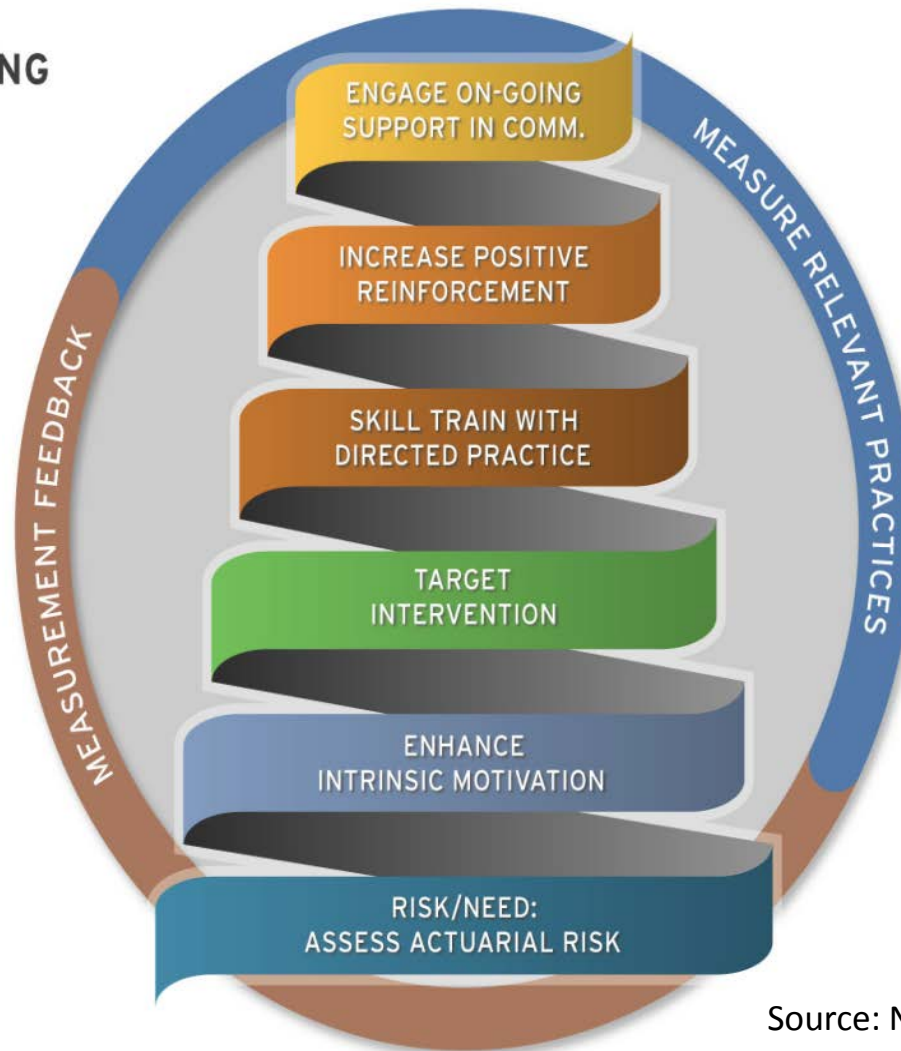 ENGAGE ON-GOING
SUPPORT IN COMM.
INCREASE POSITIVE
REINFORCEMENT
SKILL TRAIN WITH
DIRECTED PRACTICE
TARGET
INTERVENTION
ENHANCE
INTRINSIC MOTIVATION
RISK/NEED:
ASSESS ACTUARIAL RISK
MEASUREMENT FEEDBACK
MEASURE RELEVANT PRACTICES
Source: